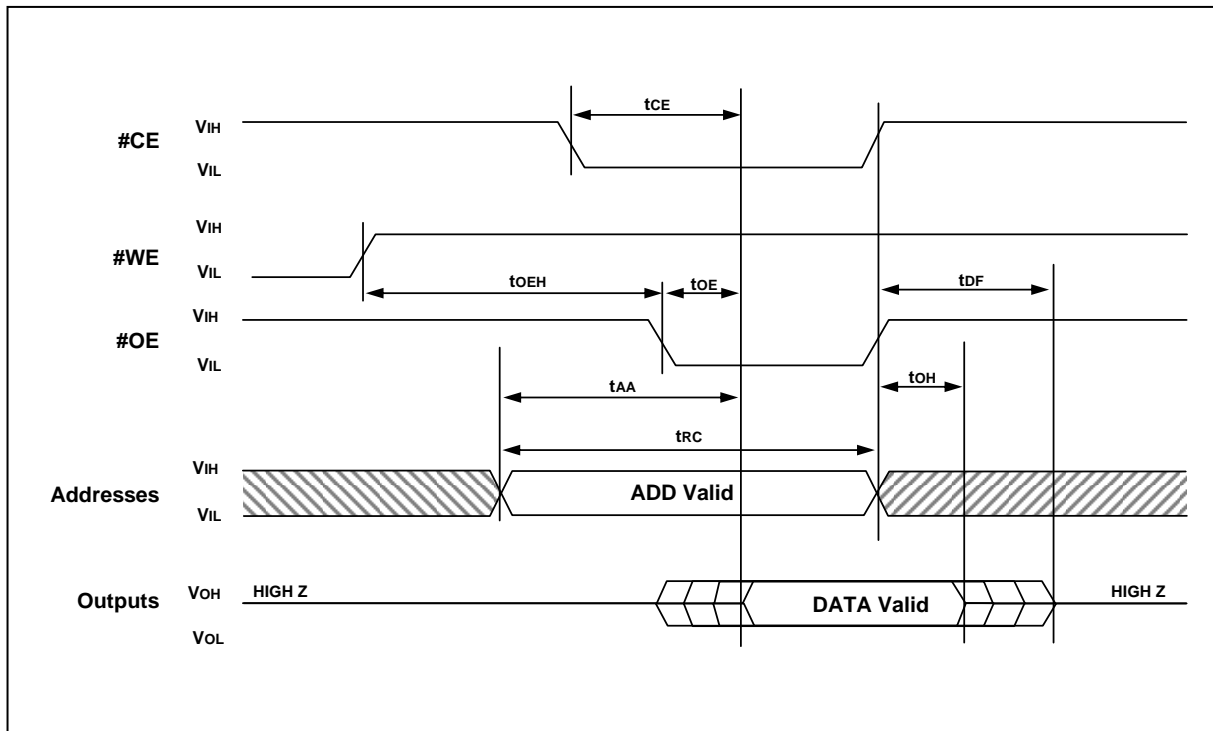 tCE
VIH
#CE
VIL
VIH
#WE
VIL
tOEH
tOE
tDF
VIH
#OE
VIL
tOH
tAA
tRC
VIH
Addresses
ADD Valid
VIL
VOH
HIGH Z
HIGH Z
Outputs
DATA Valid
VOL